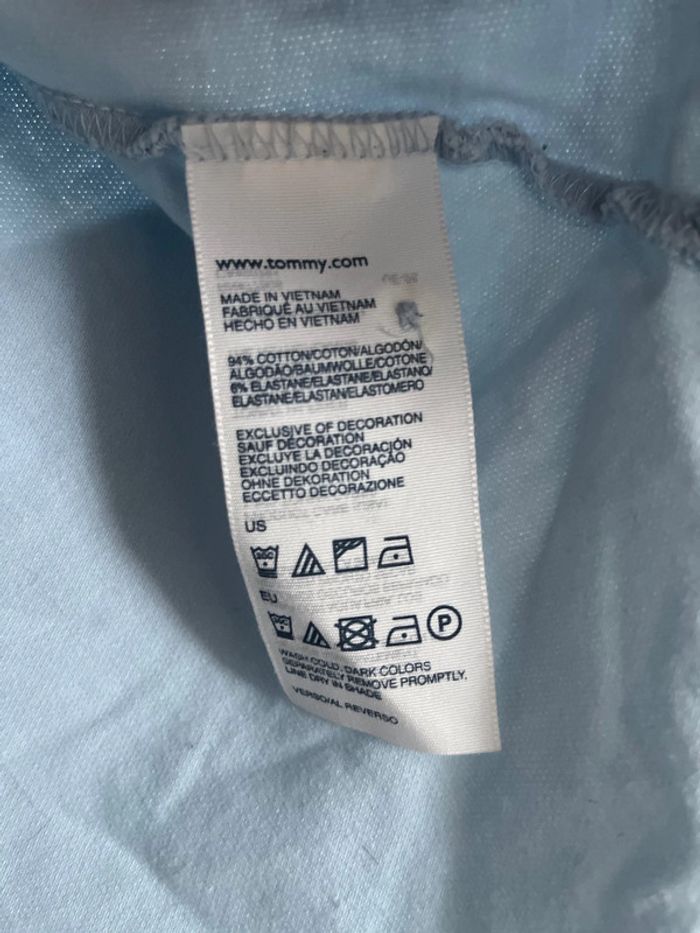 www.tommy.com
MADE IN VIETNAM
FABRIQUÉ AU VIETNAM
HECHO EN VIETNAM
94% COTTON/COTON/ALGODÓN/
ALGODÃO/BAUMWOLLE/COTONE
6% ELASTANE/ELASTANE/ELASTANO/
ELASTANE/ELASTAN/ELASTOMERO
EXCLUSIVE OF DECORATION
SAUF DÉCORATION
EXCLUYE LA DECORACIÓN
EXCLUINDO DECORAÇÃO
OHNE DEKORATION
ECCETTO DECORAZIONE
US
EU
P
WASH COLD. DARK COLORS
SEPARATELY. REMOVE PROMPTLY.
LINE DRY IN SHADE
VERSO/AL REVERSO